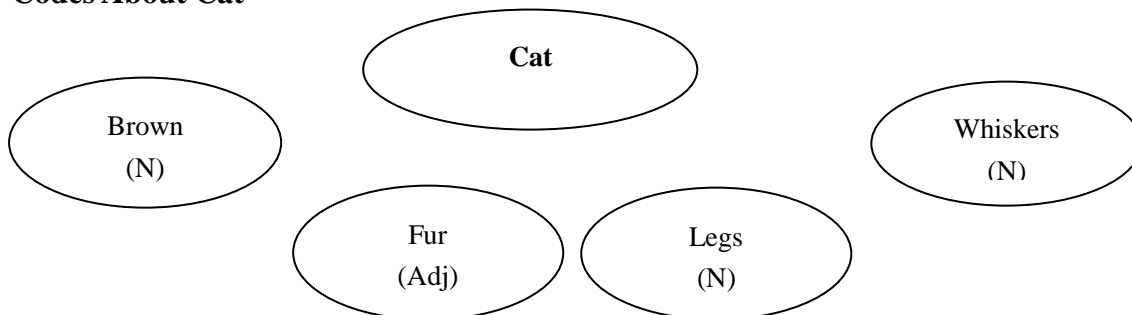 Codes About Cat
Cat
Brown
(N)
Whiskers
(N)
Fur
(Adj)
Legs
(N)